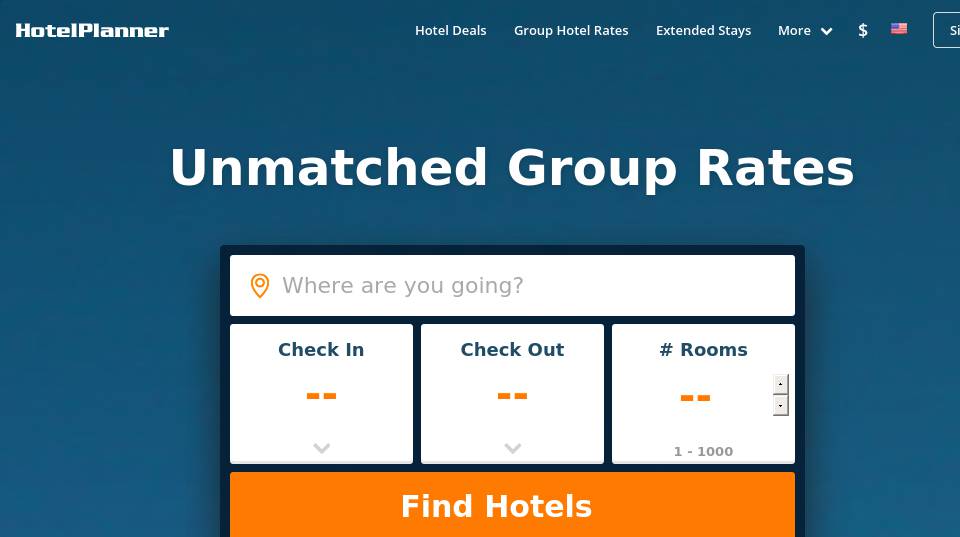 HotelPlanner
Hotel Deals Group Hotel Rates Extended Stays More $
Unmatched Group Rates
Where are you going?
Check In Check Out # Rooms
-- -- --
1 - 1000
Find Hotels